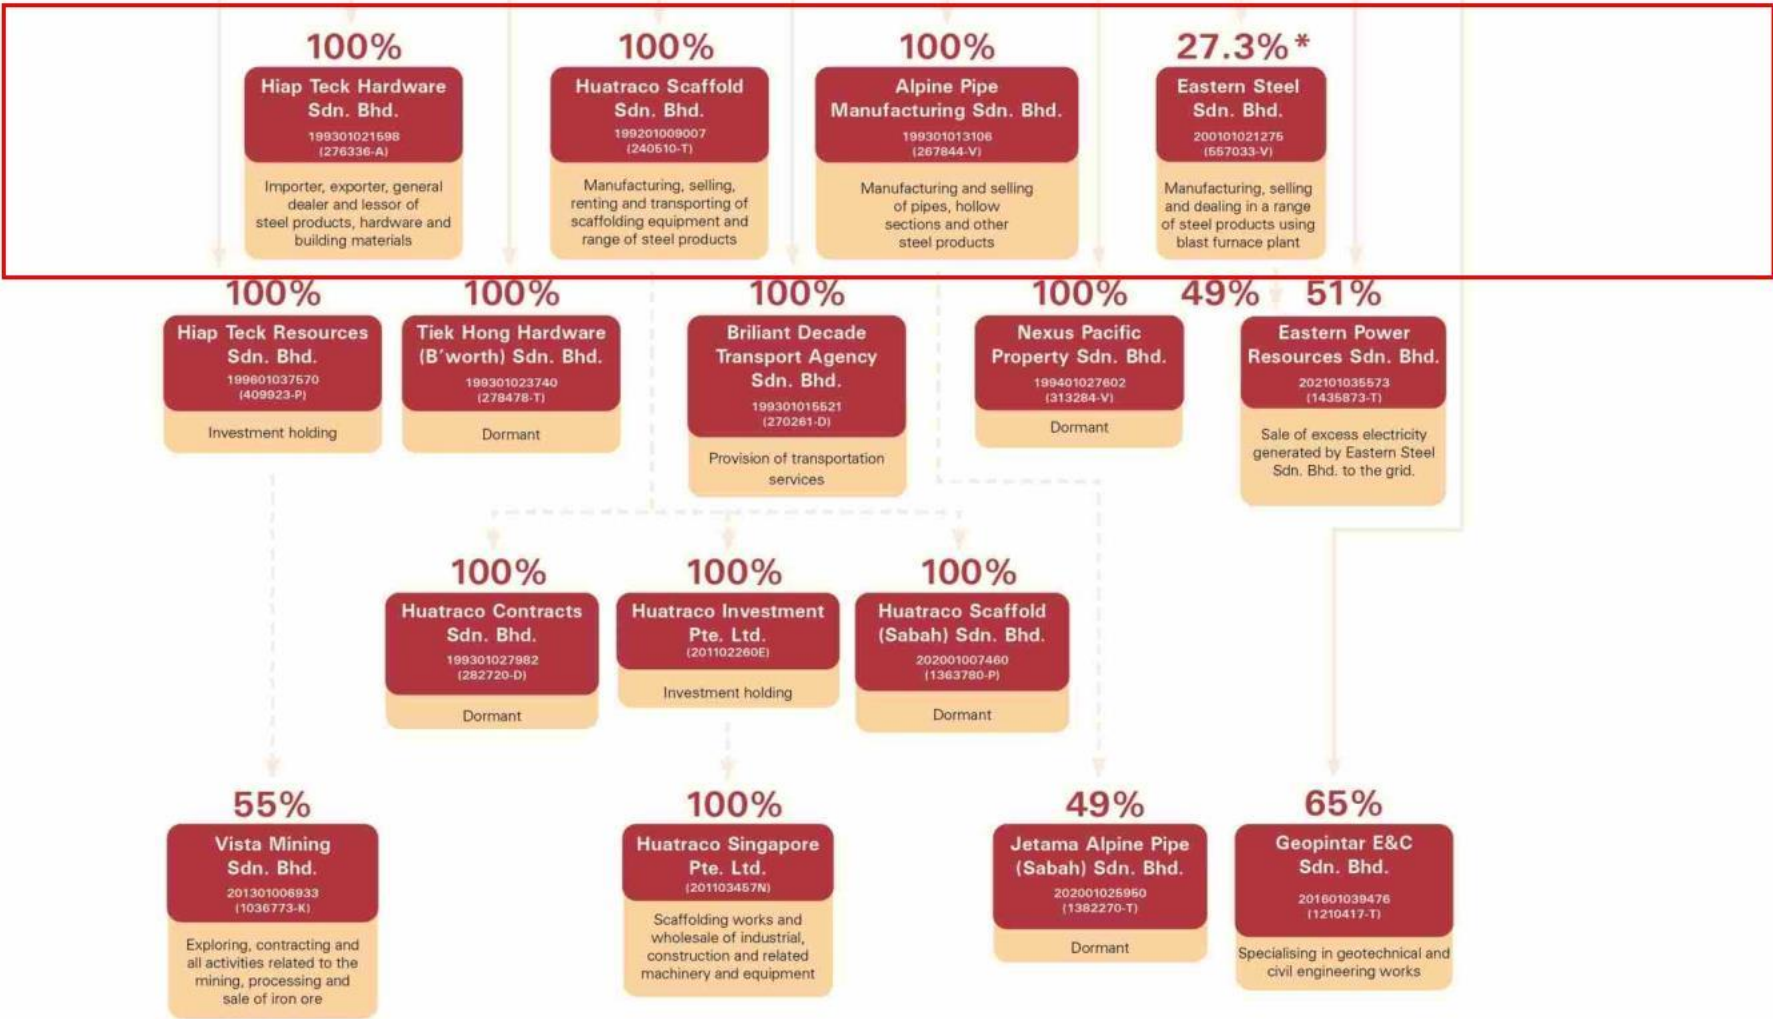 100%
Hiap Teck Hardware
Sdn. Bhd.
199301021598
(276336-A)
Importer, exporter, general
dealer and lessor of
steel products, hardware and
building materials
100%
Huatraco Scaffold
Sdn. Bhd.
199201009007
(240510-T)
Manufacturing, selling,
renting and transporting of
scaffolding equipment and
range of steel products
100%
Alpine Pipe
Manufacturing Sdn. Bhd.
199301013106
(267844-V)
Manufacturing and selling
of pipes, hollow
sections and other
steel products
27.3%*
Eastern Steel
Sdn. Bhd.
200101021275
(557033-V)
Manufacturing, selling
and dealing in a range
of steel products using
blast furnace plant
100%
Hiap Teck Resources
Sdn. Bhd.
199601037570
(409923-P)
Investment holding
100%
Tiek Hong Hardware
(B'worth) Sdn. Bhd.
199301023740
(278478-T)
Dormant
100%
Briliant Decade
Transport Agency
Sdn. Bhd.
199301015521
(270261-D)
Provision of transportation
services
100%
Nexus Pacific
Property Sdn. Bhd.
199401027602
(313284-V)
Dormant
49% 51%
Eastern Power
Resources Sdn. Bhd.
202101035573
(1435873-T)
Sale of excess electricity
generated by Eastern Steel
Sdn. Bhd. to the grid.
100%
Huatraco Contracts
Sdn. Bhd.
199301027982
(282720-D)
Dormant
100%
Huatraco Investment
Pte. Ltd.
(201102260E)
Investment holding
100%
Huatraco Scaffold
(Sabah) Sdn. Bhd.
202001007460
(1363780-P)
Dormant
55%
Vista Mining
Sdn. Bhd.
201301006933
(1036773-K)
Exploring, contracting and
all activities related to the
mining, processing and
sale of iron ore
100%
Huatraco Singapore
Pte. Ltd.
(201103457N)
Scaffolding works and
wholesale of industrial,
construction and related
machinery and equipment
49%
Jetama Alpine Pipe
(Sabah) Sdn. Bhd.
202001025950
(1382270-T)
Dormant
65%
Geopintar E&C
Sdn. Bhd.
201601039476
(1210417-T)
Specialising in geotechnical and
civil engineering works